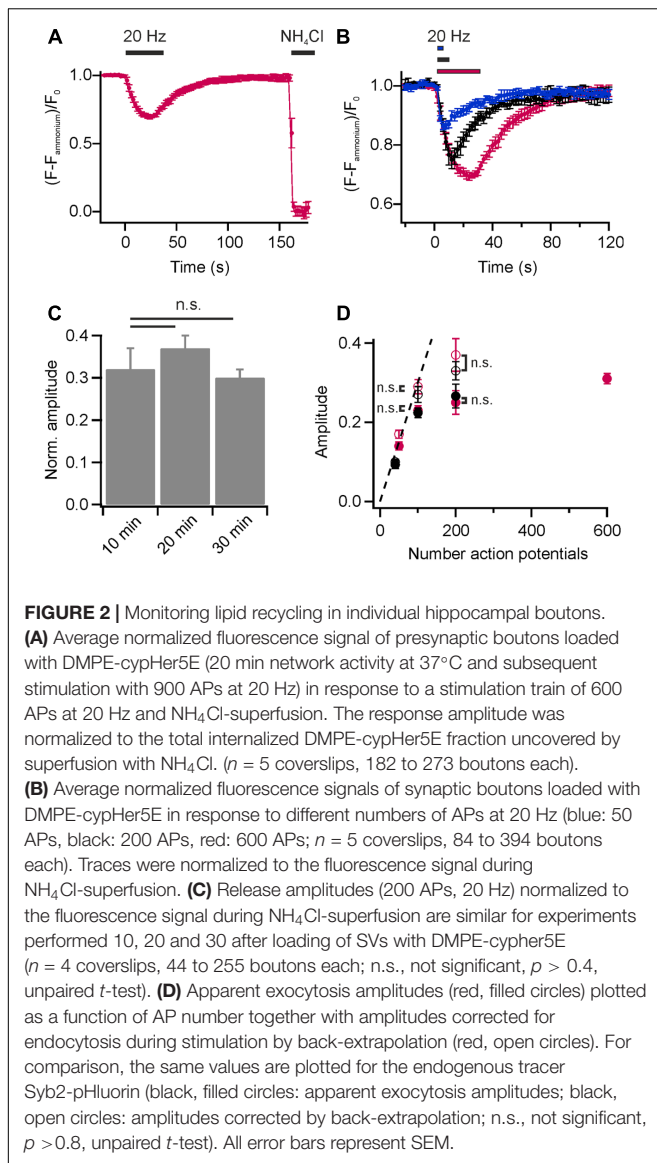 A
20 Hz
NH₄Cl
(F-F_ammonium)/F₀
1.0
0.5
0.0
0
50
100
150
Time (s)
B
20 Hz
(F-F_ammonium)/F₀
1.0
0.8
0.6
0
40
80
120
Time (s)
C
n.s.
Norm. amplitude
0.4
0.3
0.2
0.1
0.0
10 min
20 min
30 min
D
n.s.
n.s.
n.s.
n.s.
Amplitude
0.4
0.2
0.0
0
200
400
600
Number action potentials
FIGURE 2 | Monitoring lipid recycling in individual hippocampal boutons.
(A) Average normalized fluorescence signal of presynaptic boutons loaded
with DMPE-cypHer5E (20 min network activity at 37°C and subsequent
stimulation with 900 APs at 20 Hz) in response to a stimulation train of 600
APs at 20 Hz and NH₄Cl-superfusion. The response amplitude was
normalized to the total internalized DMPE-cypHer5E fraction uncovered by
superfusion with NH₄Cl. (n = 5 coverslips, 182 to 273 boutons each).
(B) Average normalized fluorescence signals of synaptic boutons loaded with
DMPE-cypHer5E in response to different numbers of APs at 20 Hz (blue: 50
APs, black: 200 APs, red: 600 APs; n = 5 coverslips, 84 to 394 boutons
each). Traces were normalized to the fluorescence signal during
NH₄Cl-superfusion. (C) Release amplitudes (200 APs, 20 Hz) normalized to
the fluorescence signal during NH₄Cl-superfusion are similar for experiments
performed 10, 20 and 30 after loading of SVs with DMPE-cypher5E
(n = 4 coverslips, 44 to 255 boutons each; n.s., not significant, p > 0.4,
unpaired t-test). (D) Apparent exocytosis amplitudes (red, filled circles) plotted
as a function of AP number together with amplitudes corrected for
endocytosis during stimulation by back-extrapolation (red, open circles). For
comparison, the same values are plotted for the endogenous tracer
Syb2-pHluorin (black, filled circles: apparent exocytosis amplitudes; black,
open circles: amplitudes corrected by back-extrapolation; n.s., not significant,
p >0.8, unpaired t-test). All error bars represent SEM.